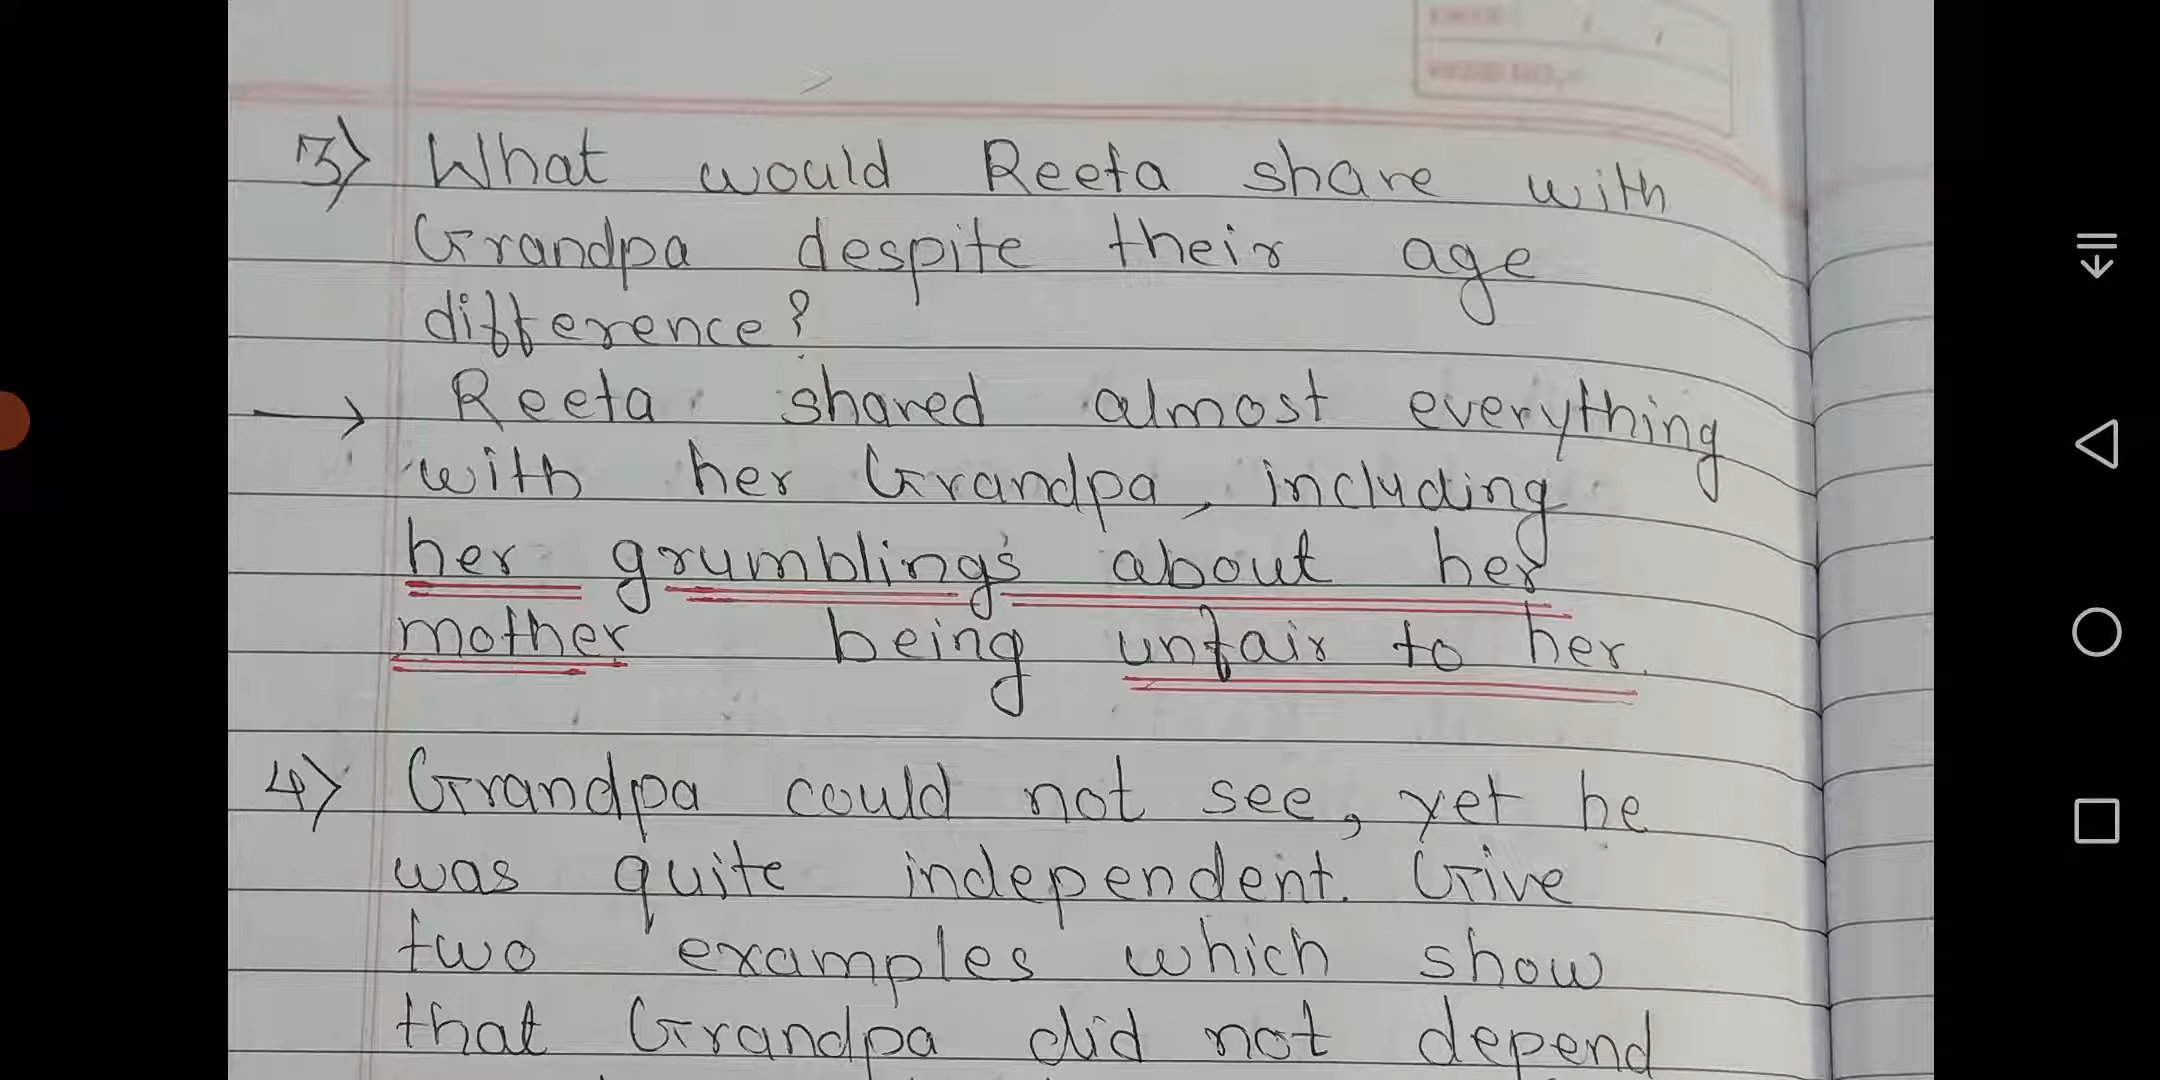 3) What would Reeta share with
Grandpa despite their age
difference?
→ Reeta shared almost everything
with her Grandpa, including
her grumblings about her
mother being unfair to her.
4) Grandpa could not see, yet he
was quite independent. Give
two examples which show
that Grandpa did not depend